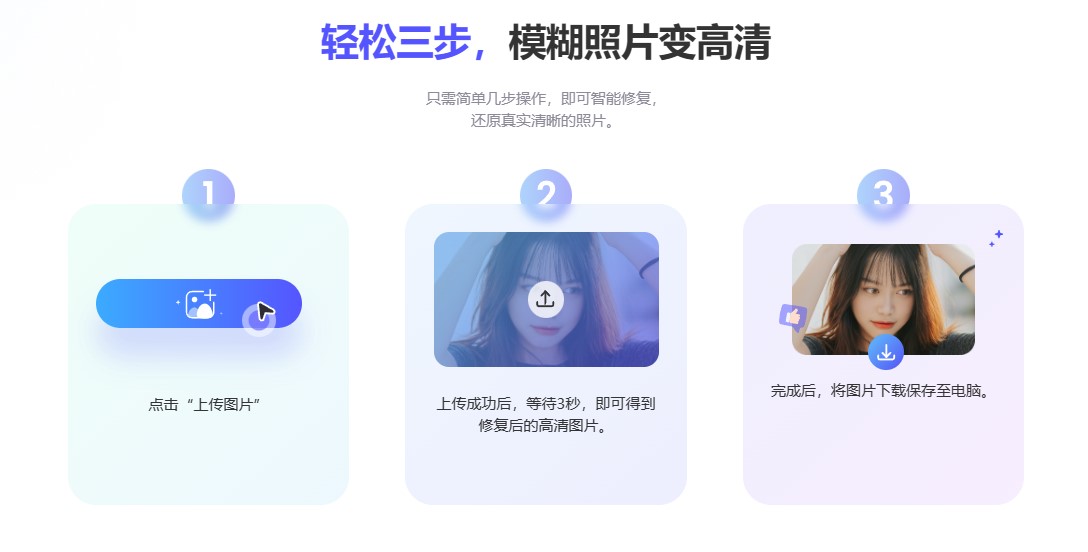 轻松三步，模糊照片变高清
只需简单几步操作，即可智能修复，
还原真实清晰的照片。
1
点击“上传图片”
2
上传成功后，等待3秒，即可得到
修复后的高清图片。
3
完成后，将图片下载保存至电脑。